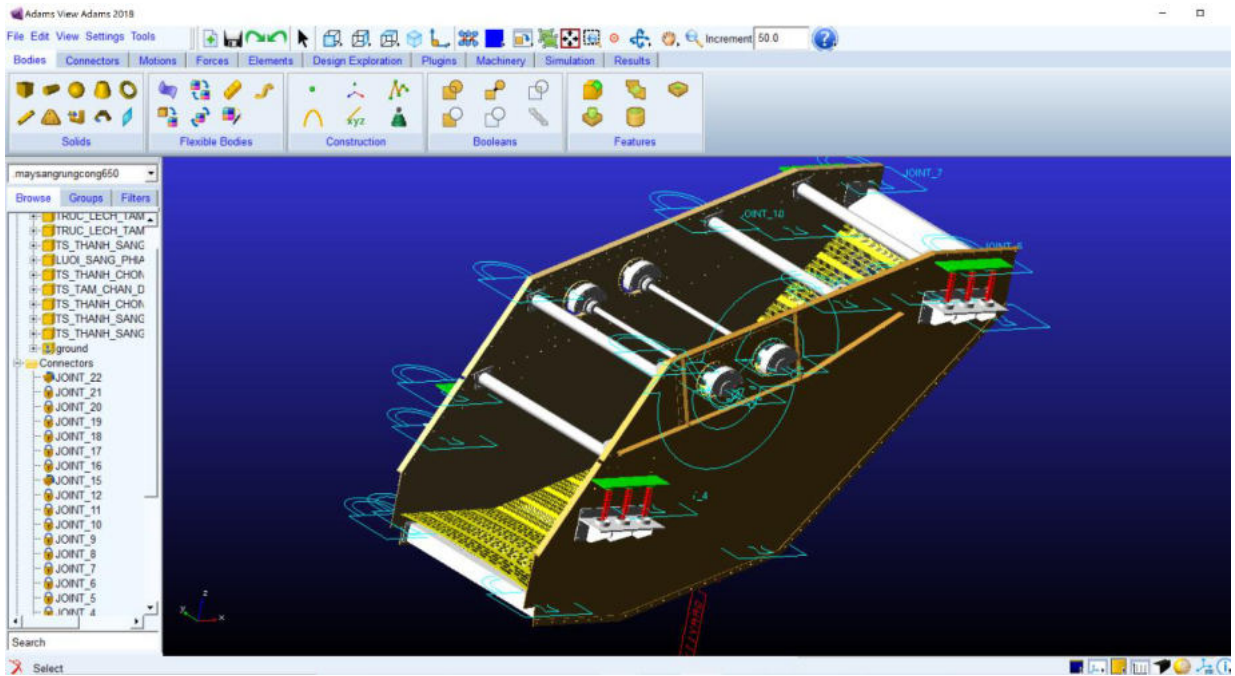 Adams View Adams 2018
File Edit View Settings Tools
Increment 50.0
Bodies Connectors Motions Forces Elements Design Exploration Plugins Machinery Simulation Results
xyz
Solids Flexible Bodies Construction Booleans Features
.maysangrungcong650
Browse Groups Filters
TRUC_LECH_TAM
TRUC_LECH_TAM
TS_THANH_SANG
LUOI_SANG_PHIA
TS_THANH_CHON
TS_TAM_CHAN_D
TS_THANH_CHON
TS_THANH_SANG
TS_THANH_SANG
ground
Connectors
JOINT_22
JOINT_21
JOINT_20
JOINT_19
JOINT_18
JOINT_17
JOINT_16
JOINT_15
JOINT_12
JOINT_11
JOINT_10
JOINT_9
JOINT_8
JOINT_7
JOINT_6
JOINT_5
JOINT_4
Search
Select
JOINT_7
OINT_10
_4
z
y
x